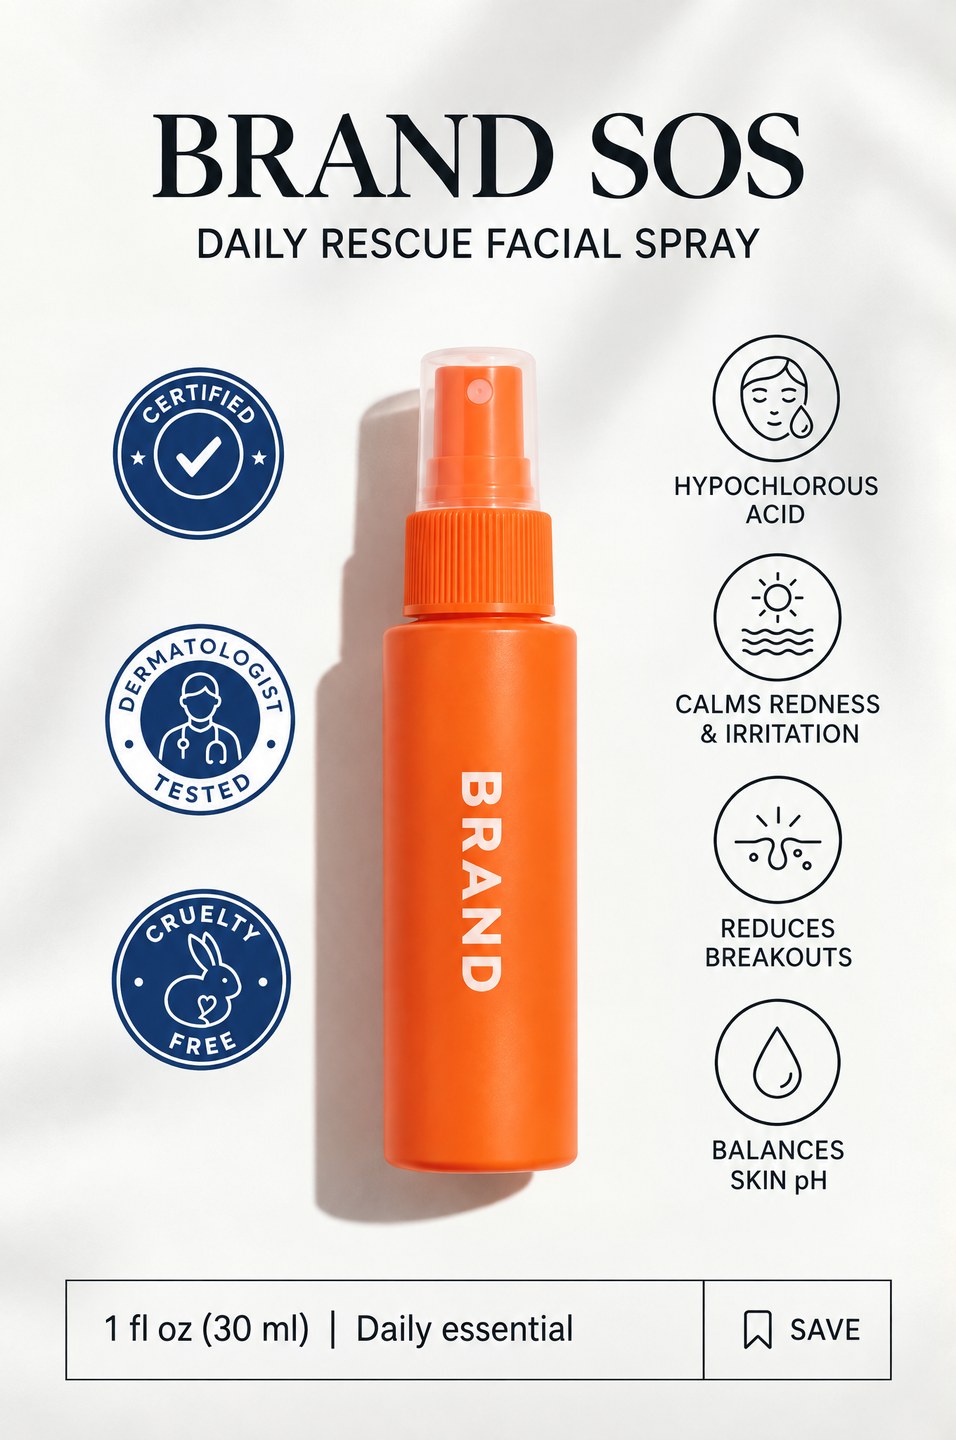 BRAND SOS
DAILY RESCUE FACIAL SPRAY
CERTIFIED
DERMATOLOGIST
TESTED
CRUELTY
FREE
BRAND
HYPOCHLOROUS
ACID
CALMS REDNESS
& IRRITATION
REDUCES
BREAKOUTS
BALANCES
SKIN pH
1 fl oz (30 ml) | Daily essential
SAVE